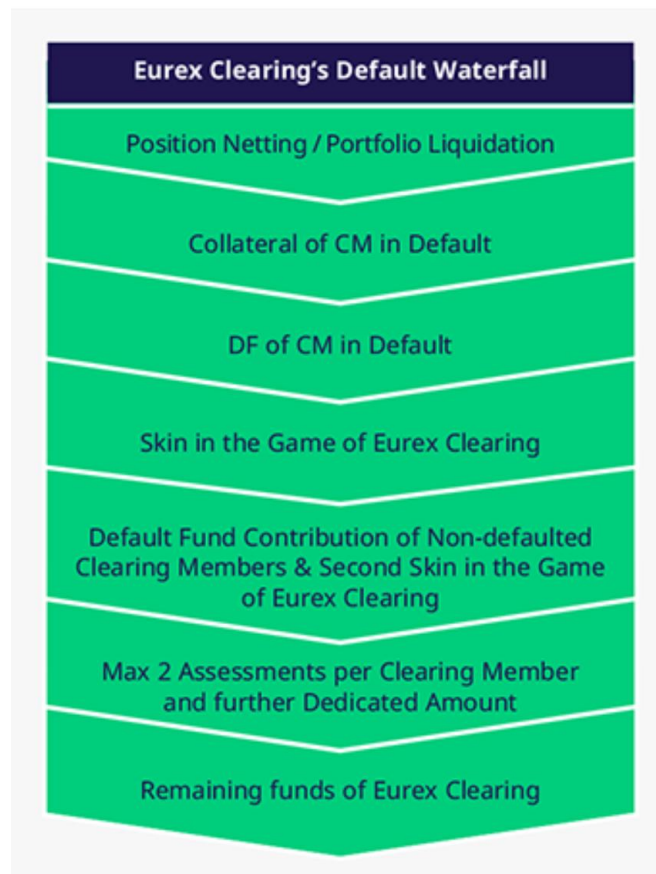 Eurex Clearing's Default Waterfall
Position Netting / Portfolio Liquidation
Collateral of CM in Default
DF of CM in Default
Skin in the Game of Eurex Clearing
Default Fund Contribution of Non-defaulted
Clearing Members & Second Skin in the Game
of Eurex Clearing
Max 2 Assessments per Clearing Member
and further Dedicated Amount
Remaining funds of Eurex Clearing